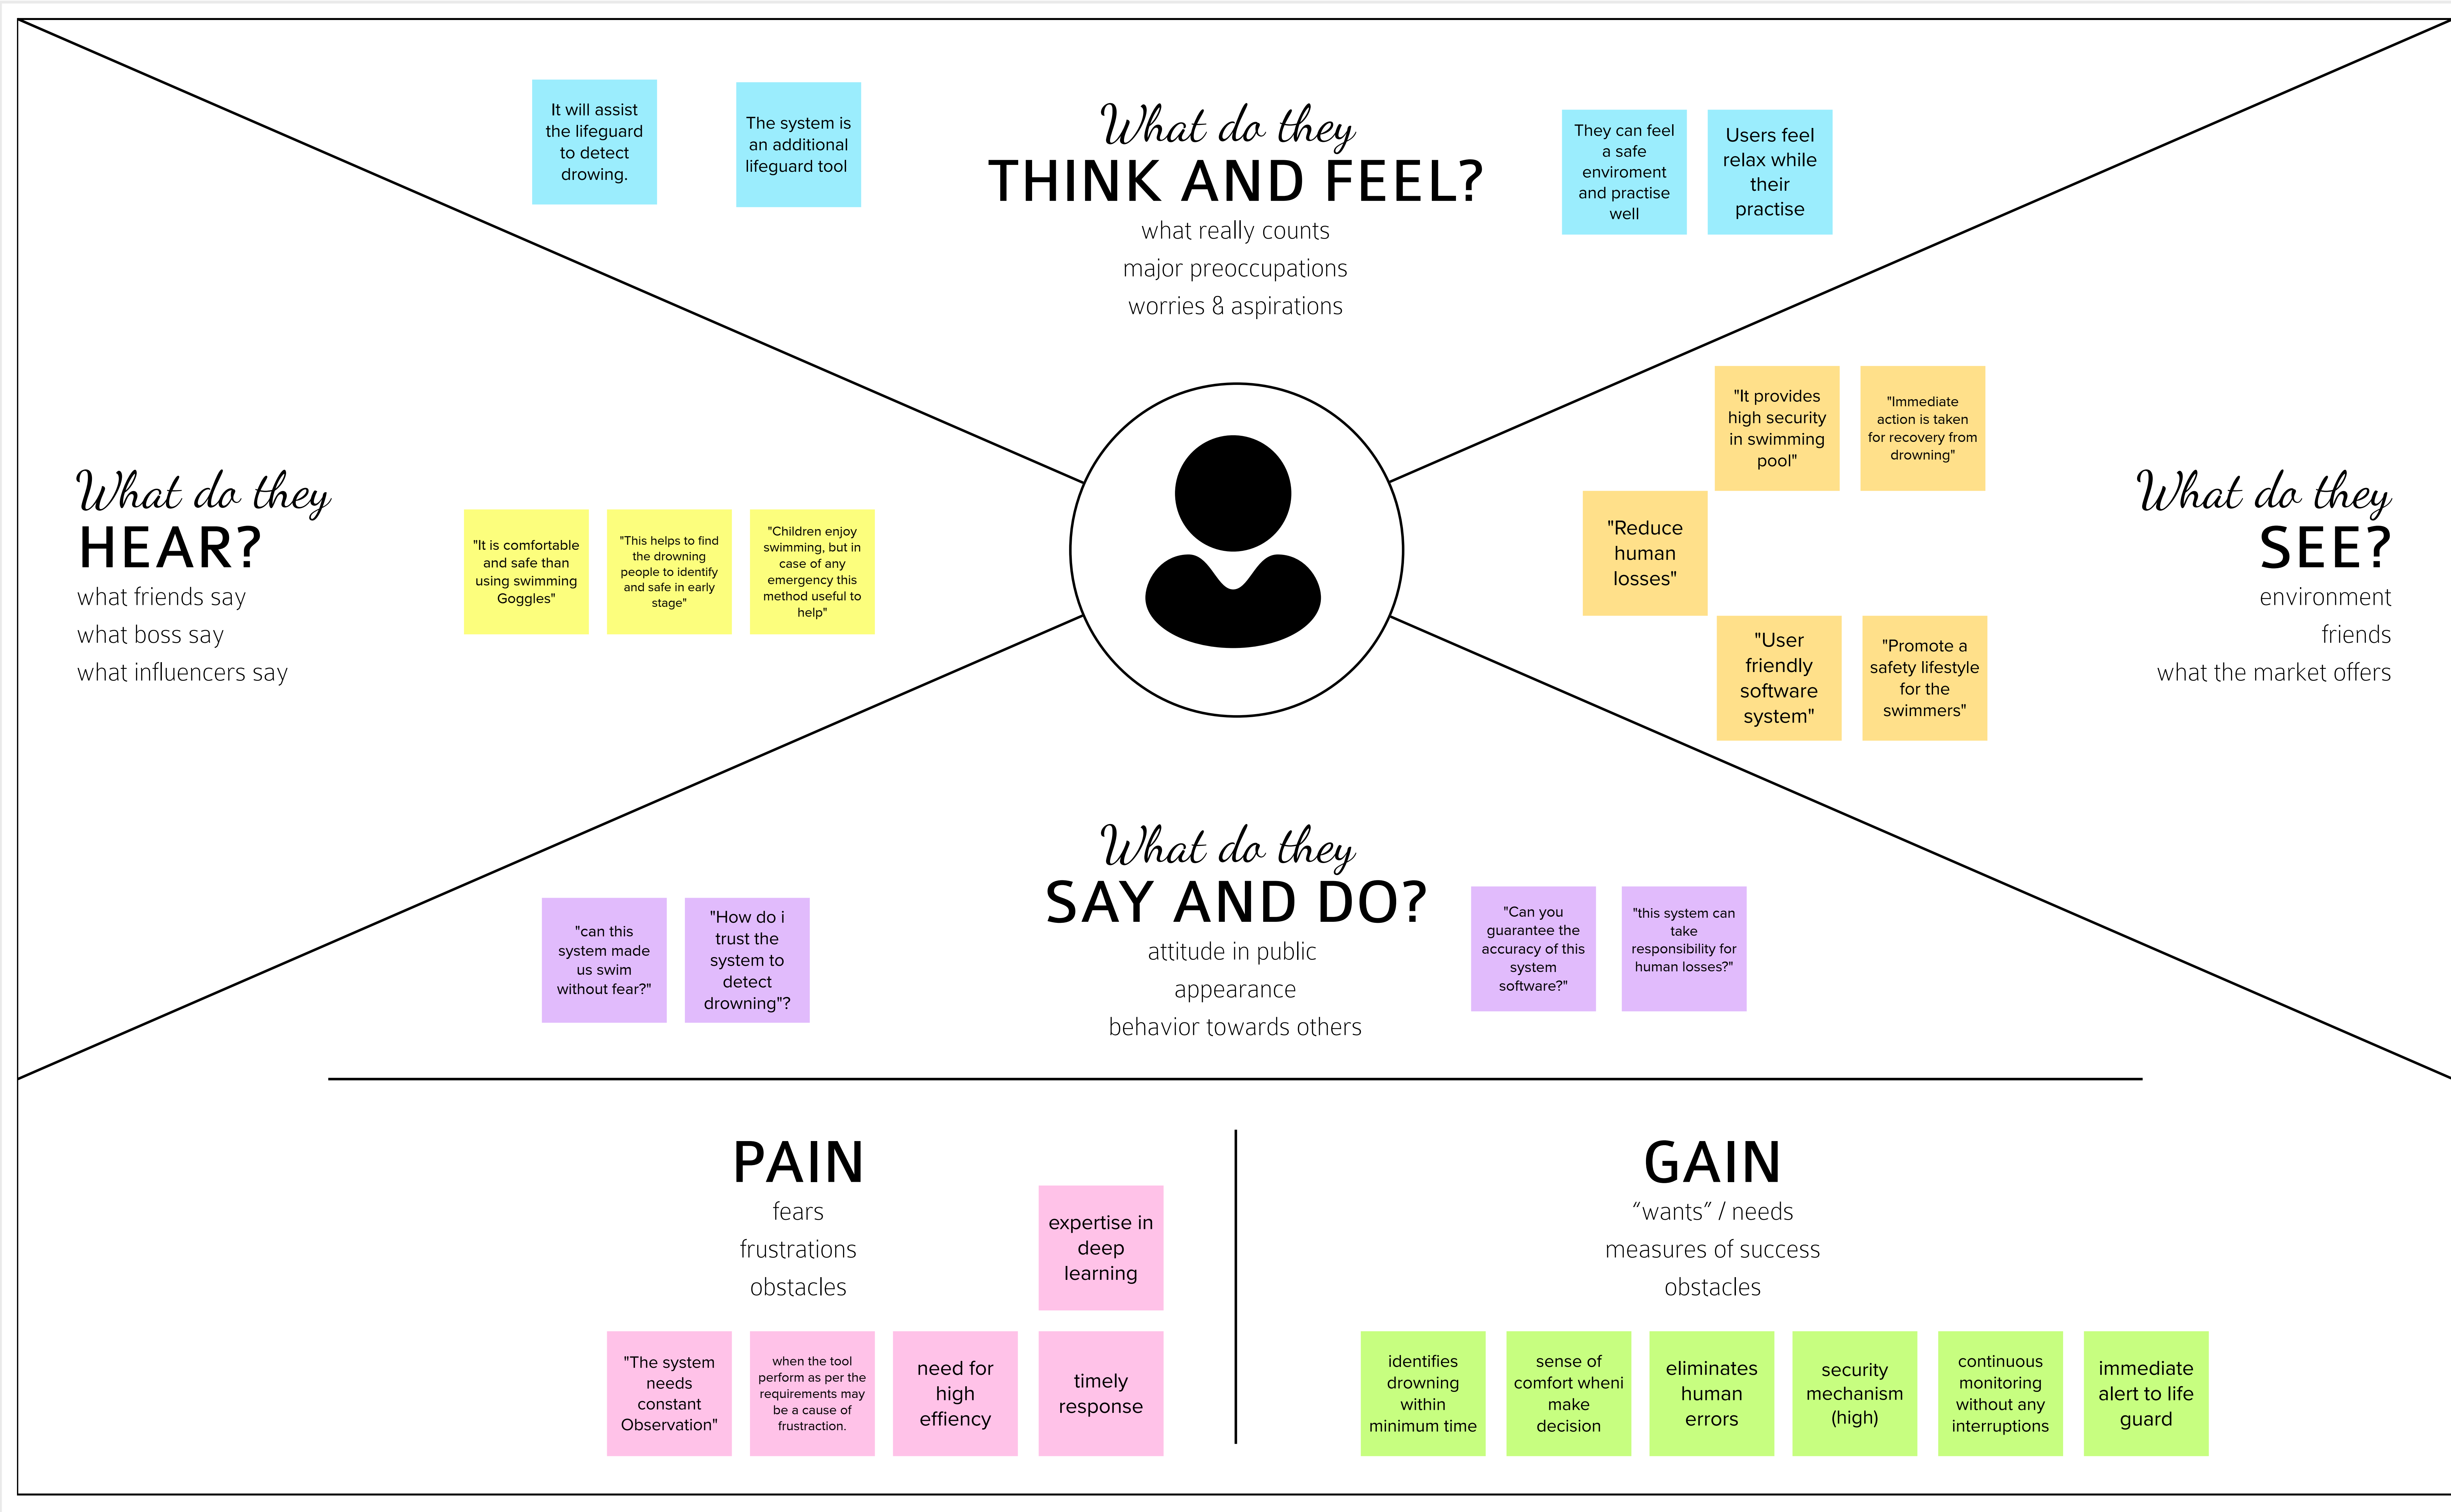 It will assist
the lifeguard
to detect
drowing.
The system is
an additional
lifeguard tool
What do they
THINK AND FEEL?
what really counts
major preoccupations
worries & aspirations
They can feel
a safe
enviroment
and practise
well
Users feel
relax while
their
practise
What do they
HEAR?
what friends say
what boss say
what influencers say
"It is comfortable
and safe than
using swimming
Goggles"
"This helps to find
the drowning
people to identify
and safe in early
stage"
"Children enjoy
swimming, but in
case of any
emergency this
method useful to
help"
"It provides
high security
in swimming
pool"
"Immediate
action is taken
for recovery from
drowning"
"Reduce
human
losses"
"User
friendly
software
system"
"Promote a
safety lifestyle
for the
swimmers"
What do they
SEE?
environment
friends
what the market offers
"can this
system made
us swim
without fear?"
"How do i
trust the
system to
detect
drowning"?
What do they
SAY AND DO?
attitude in public
appearance
behavior towards others
"Can you
guarantee the
accuracy of this
system
software?"
"this system can
take
responsibility for
human losses?"
PAIN
fears
frustrations
obstacles
expertise in
deep
learning
"The system
needs
constant
Observation"
when the tool
perform as per the
requirements may
be a cause of
frustraction.
need for
high
effiency
timely
response
GAIN
“wants” / needs
measures of success
obstacles
identifies
drowning
within
minimum time
sense of
comfort wheni
make
decision
eliminates
human
errors
security
mechanism
(high)
continuous
monitoring
without any
interruptions
immediate
alert to life
guard